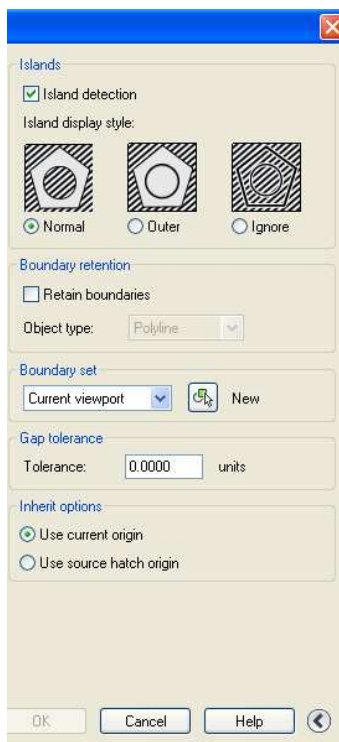 Islands
Island detection
Island display style:
Normal Outer Ignore
Boundary retention
Retain boundaries
Object type: Polyline
Boundary set
Current viewport New
Gap tolerance
Tolerance: 0.0000 units
Inherit options
Use current origin
Use source hatch origin
OK Cancel Help